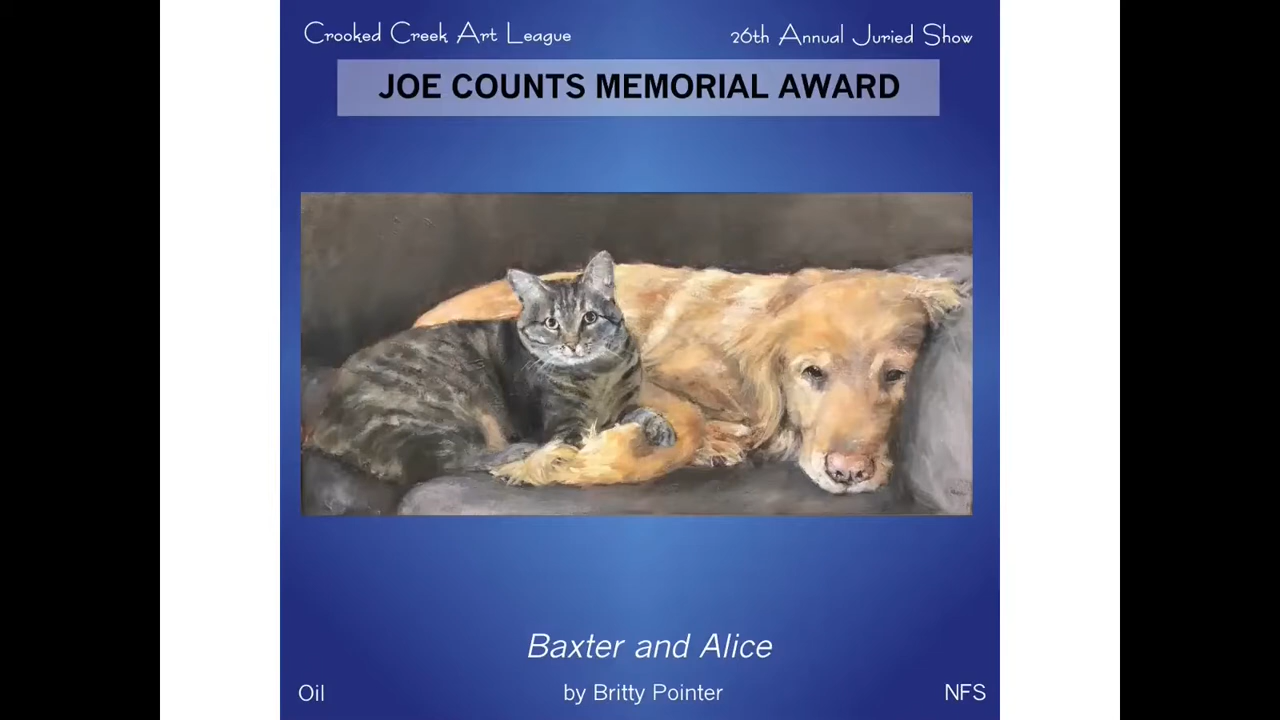 Crooked Creek Art League
26th Annual Juried Show
JOE COUNTS MEMORIAL AWARD
Baxter and Alice
Oil
by Britty Pointer
NFS